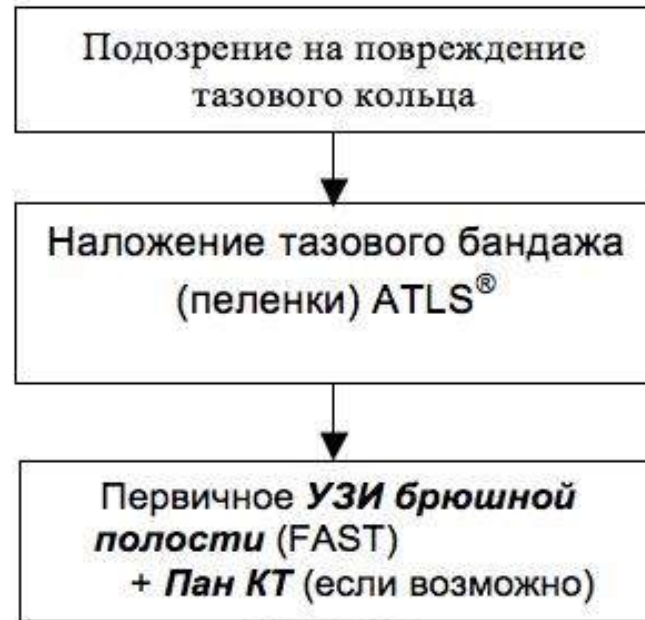 Подозрение на повреждение
тазового кольца
Наложение тазового бандажа
(пеленки) ATLS®
Первичное УЗИ брюшной
полости (FAST)
+ Пан КТ (если возможно)